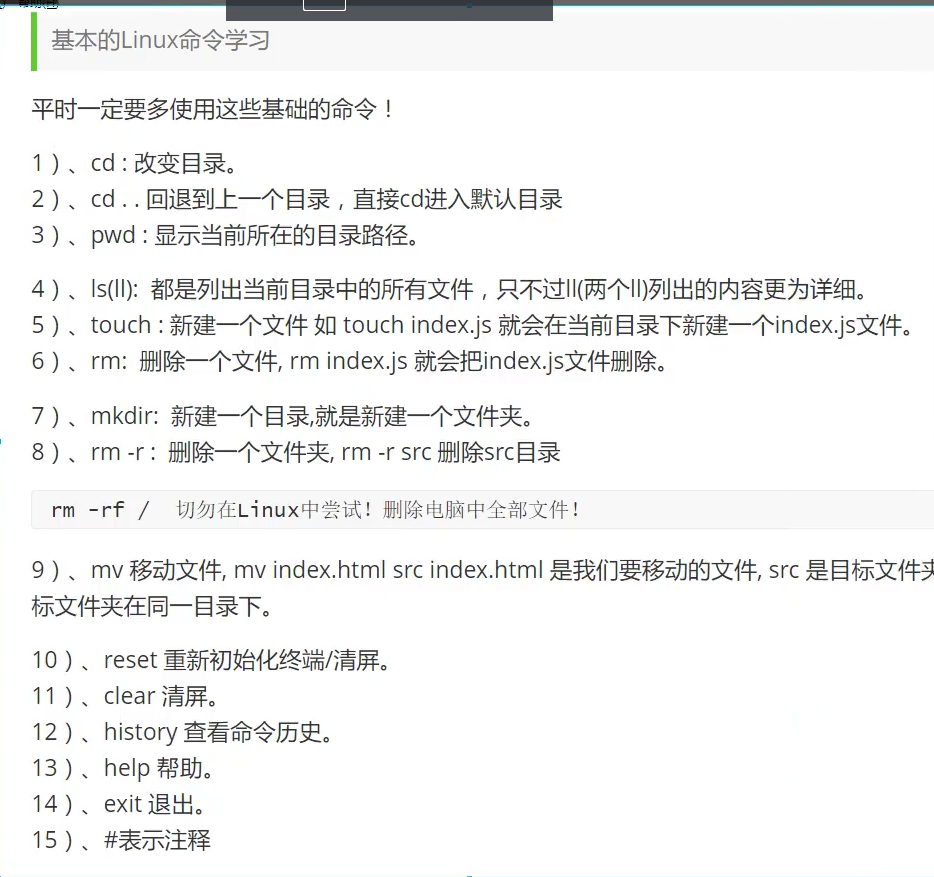 基本的Linux命令学习
平时一定要多使用这些基础的命令！
1）、cd : 改变目录。
2）、cd . . 回退到上一个目录，直接cd进入默认目录
3）、pwd : 显示当前所在的目录路径。
4）、ls(ll): 都是列出当前目录中的所有文件，只不过ll(两个ll)列出的内容更为详细。
5）、touch : 新建一个文件 如 touch index.js 就会在当前目录下新建一个index.js文件。
6）、rm: 删除一个文件, rm index.js 就会把index.js文件删除。
7）、mkdir: 新建一个目录,就是新建一个文件夹。
8）、rm -r : 删除一个文件夹, rm -r src 删除src目录
rm -rf / 切勿在Linux中尝试！删除电脑中全部文件！
9）、mv 移动文件, mv index.html src index.html 是我们要移动的文件, src 是目标文件夹
标文件夹在同一目录下。
10）、reset 重新初始化终端/清屏。
11）、clear 清屏。
12）、history 查看命令历史。
13）、help 帮助。
14）、exit 退出。
15）、#表示注释